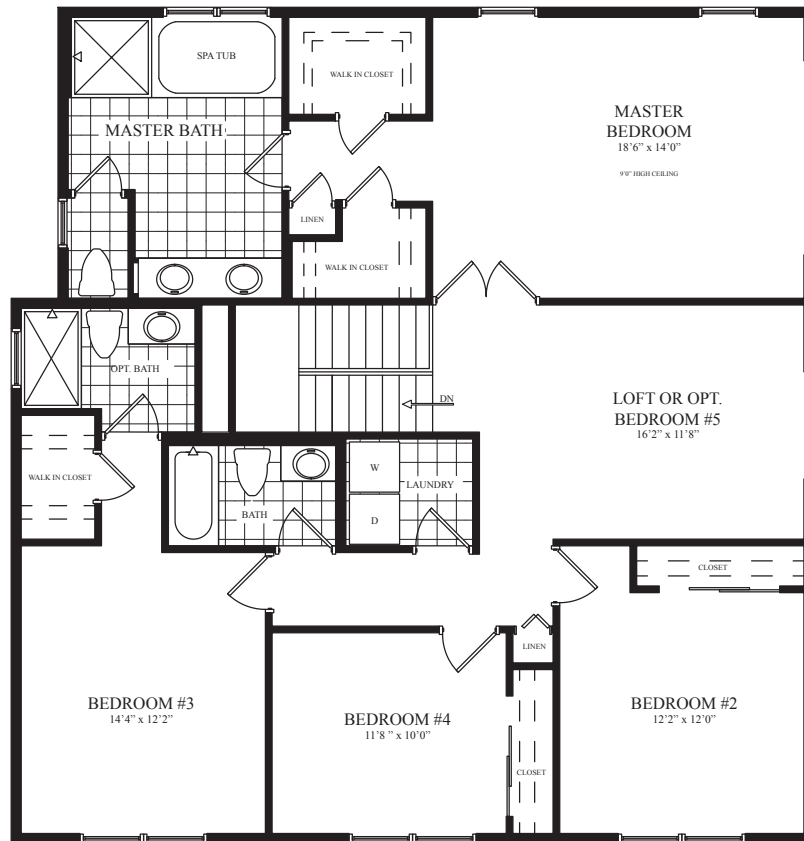 SPA TUB
WALK IN CLOSET
MASTER BATH
MASTER
BEDROOM
18'6" x 14'0"
9'0" HIGH CEILING
LINEN
WALK IN CLOSET
OPT. BATH
DN
LOFT OR OPT.
BEDROOM #5
16'2" x 11'8"
WALK IN CLOSET
W
D
LAUNDRY
BATH
CLOSET
LINEN
BEDROOM #3
14'4" x 12'2"
BEDROOM #4
11'8 " x 10'0"
BEDROOM #2
12'2" x 12'0"
CLOSET